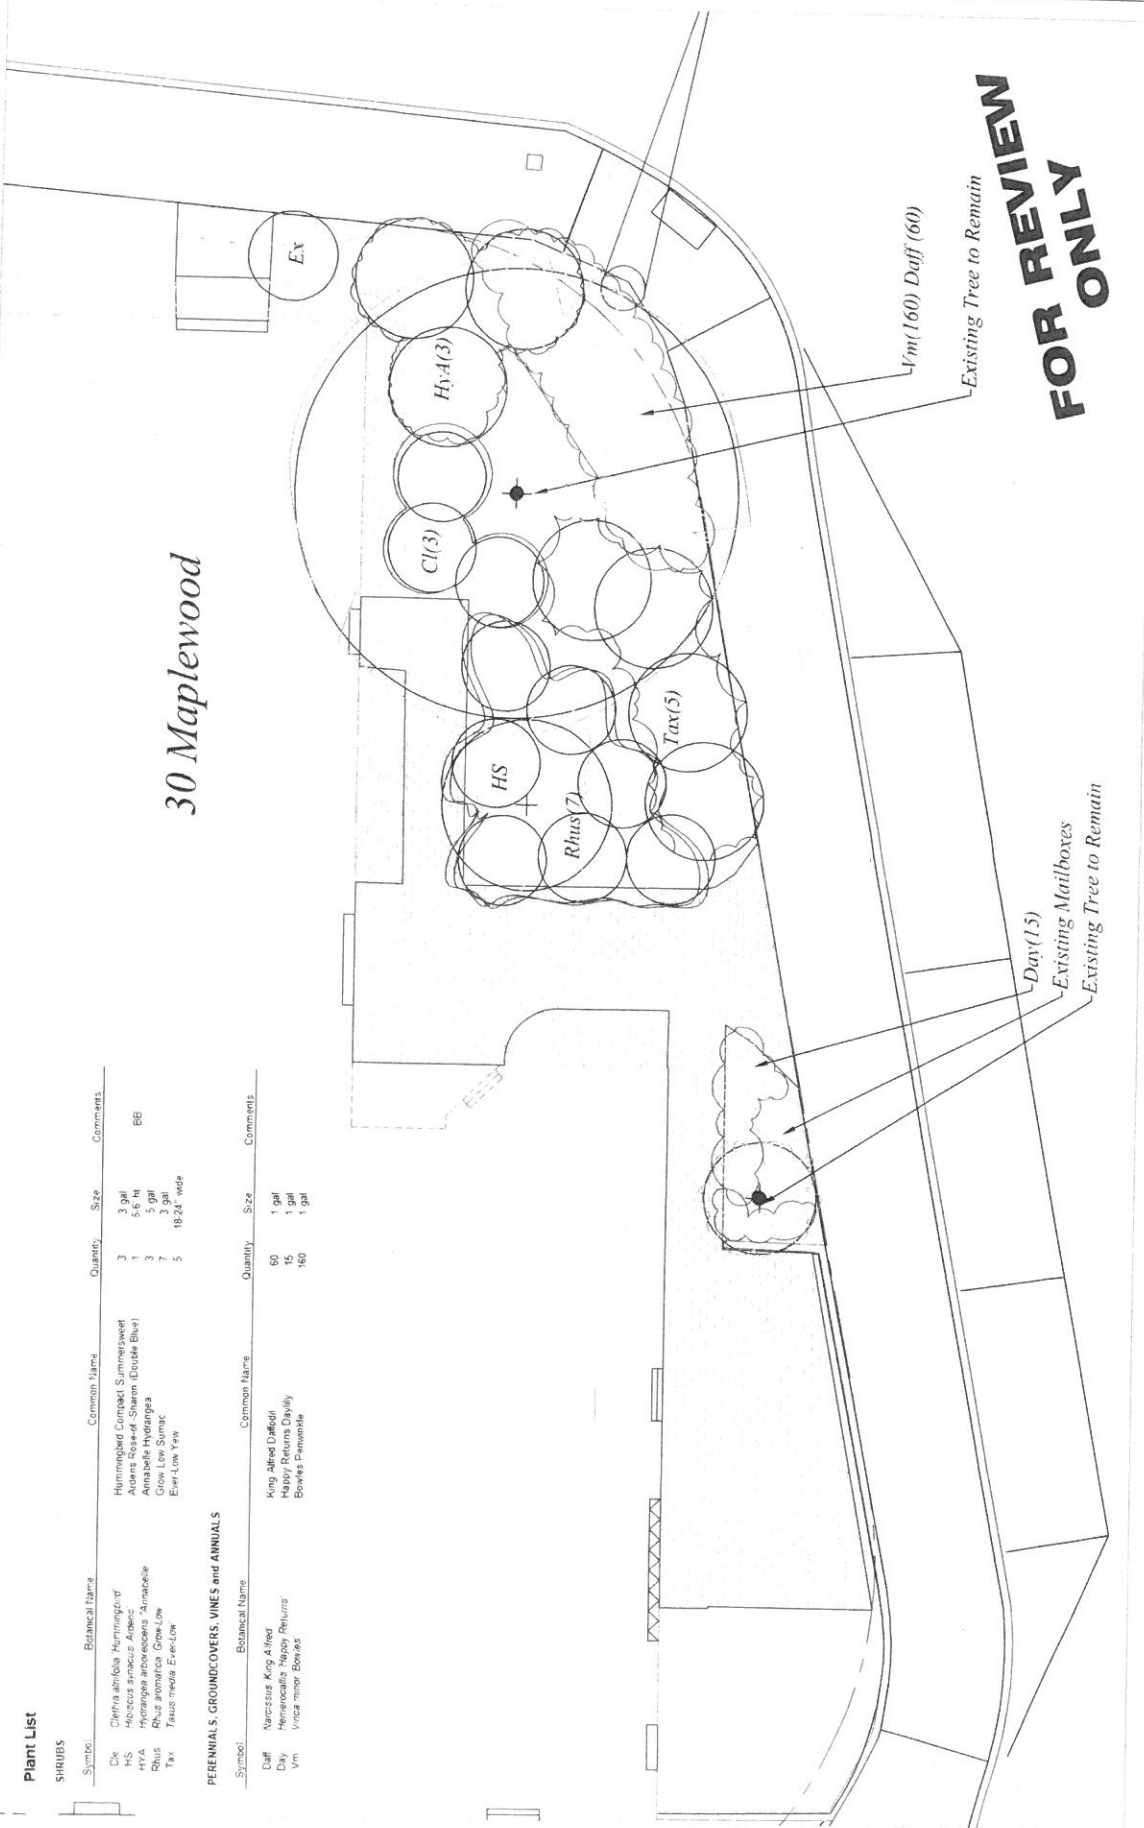 Plant List
SHRUBS
Symbol Botanical Name Common Name Quantity Size Comments
Cle Clethra alnifolia 'Hummingbird' Hummingbird Compact Summersweet 3 3 gal
HS Hibiscus syriacus Ardens Ardens Rose-of-Sharon (Double Blue) 1 5-6' ht BB
HYA Hydrangea arborescens 'Annabelle Annabelle Hydrangea 3 5 gal
Rhus Rhus aromatica Grow-Low Grow Low Sumac 7 3 gal
Tax Taxus media Ever-Low Ever-Low Yew 5 18-24" wide
PERENNIALS, GROUNDCOVERS, VINES and ANNUALS
Symbol Botanical Name Common Name Quantity Size Comments
Daff Narcissus King Alfred King Alfred Daffodil 60 1 gal
Day Hemerocallis Happy Returns Happy Returns Daylily 15 1 gal
Vm Vinca minor Bowles Bowles Periwinkle 160 1 gal
30 Maplewood
Ex
HyA(3)
Cl(3)
HS
Rhus(7)
Tax(5)
Vm(160) Daff (60)
Existing Tree to Remain
Day(15)
Existing Mailboxes
Existing Tree to Remain
FOR REVIEW
ONLY